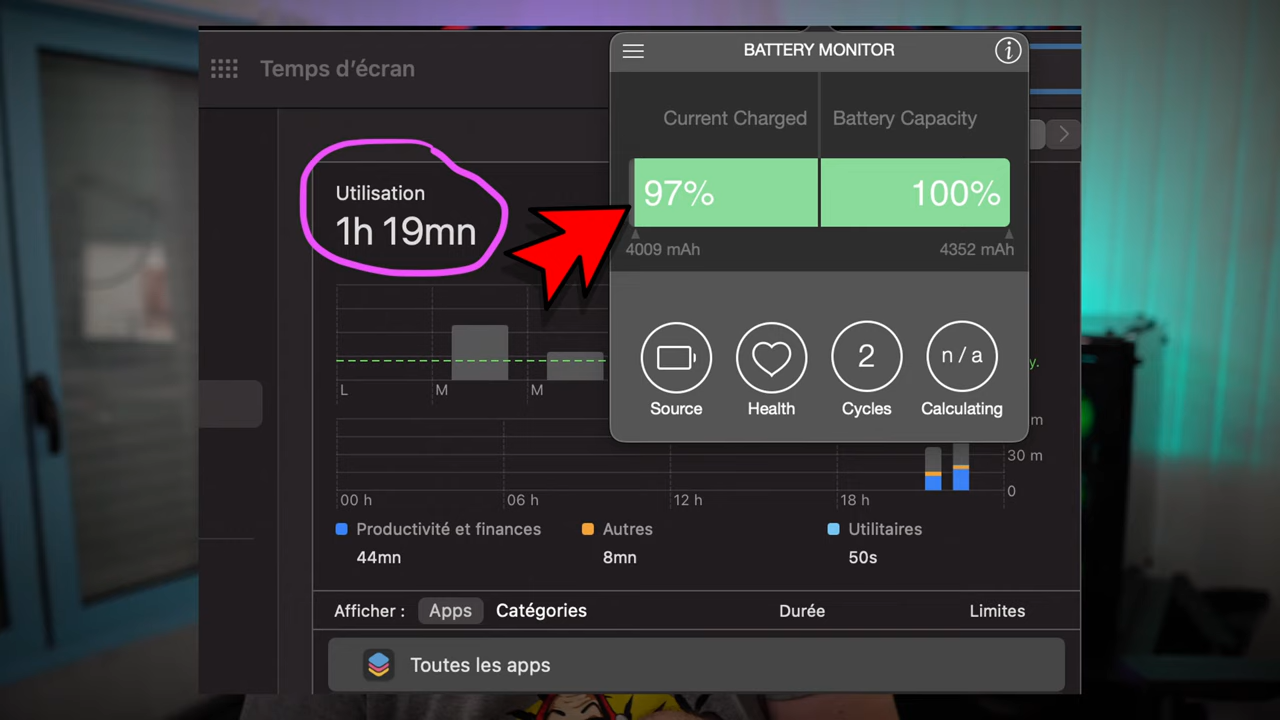 Temps d'écran
BATTERY MONITOR
i
Current Charged
Battery Capacity
97%
100%
4009 mAh
4352 mAh
Utilisation
1h 19mn
2
n / a
Source
Health
Cycles
Calculating
L
M
M
y.
m
30 m
0
00 h
06 h
12 h
18 h
Productivité et finances
Autres
Utilitaires
44mn
8mn
50s
Afficher :
Apps
Catégories
Durée
Limites
Toutes les apps